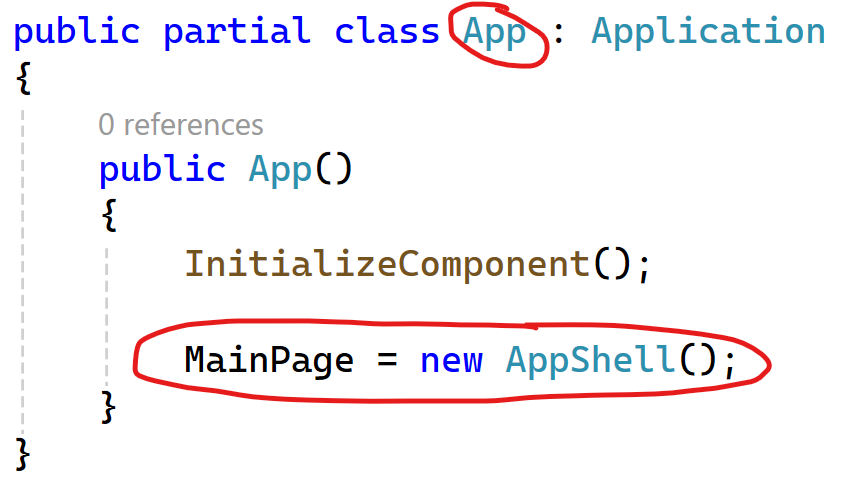 public partial class App : Application
{
0 references
public App()
{
InitializeComponent();
MainPage = new AppShell();
}
}